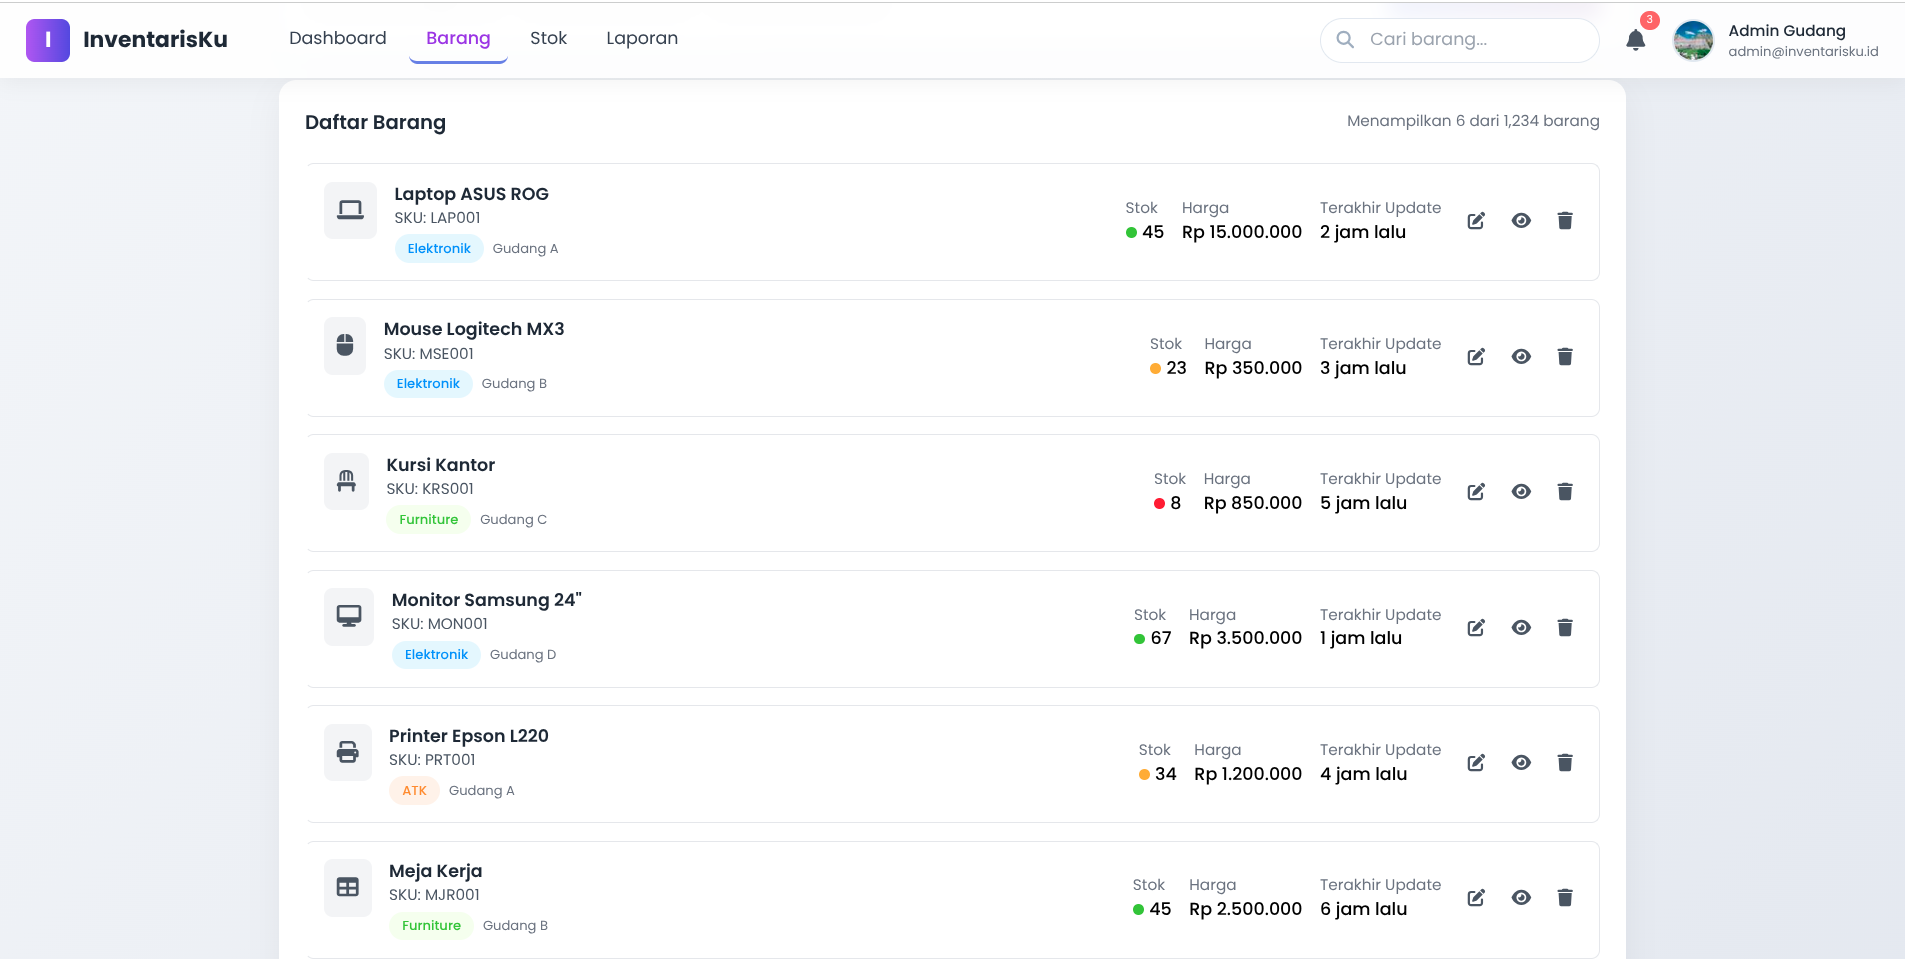 I InventarisKu Dashboard Barang Stok Laporan Cari barang... 3 Admin Gudang
admin@inventarisku.id
Daftar Barang Menampilkan 6 dari 1,234 barang
Laptop ASUS ROG
SKU: LAP001
Elektronik Gudang A
Stok Harga Terakhir Update
45 Rp 15.000.000 2 jam lalu
Mouse Logitech MX3
SKU: MSE001
Elektronik Gudang B
Stok Harga Terakhir Update
23 Rp 350.000 3 jam lalu
Kursi Kantor
SKU: KRS001
Furniture Gudang C
Stok Harga Terakhir Update
8 Rp 850.000 5 jam lalu
Monitor Samsung 24"
SKU: MON001
Elektronik Gudang D
Stok Harga Terakhir Update
67 Rp 3.500.000 1 jam lalu
Printer Epson L220
SKU: PRT001
ATK Gudang A
Stok Harga Terakhir Update
34 Rp 1.200.000 4 jam lalu
Meja Kerja
SKU: MJR001
Furniture Gudang B
Stok Harga Terakhir Update
45 Rp 2.500.000 6 jam lalu